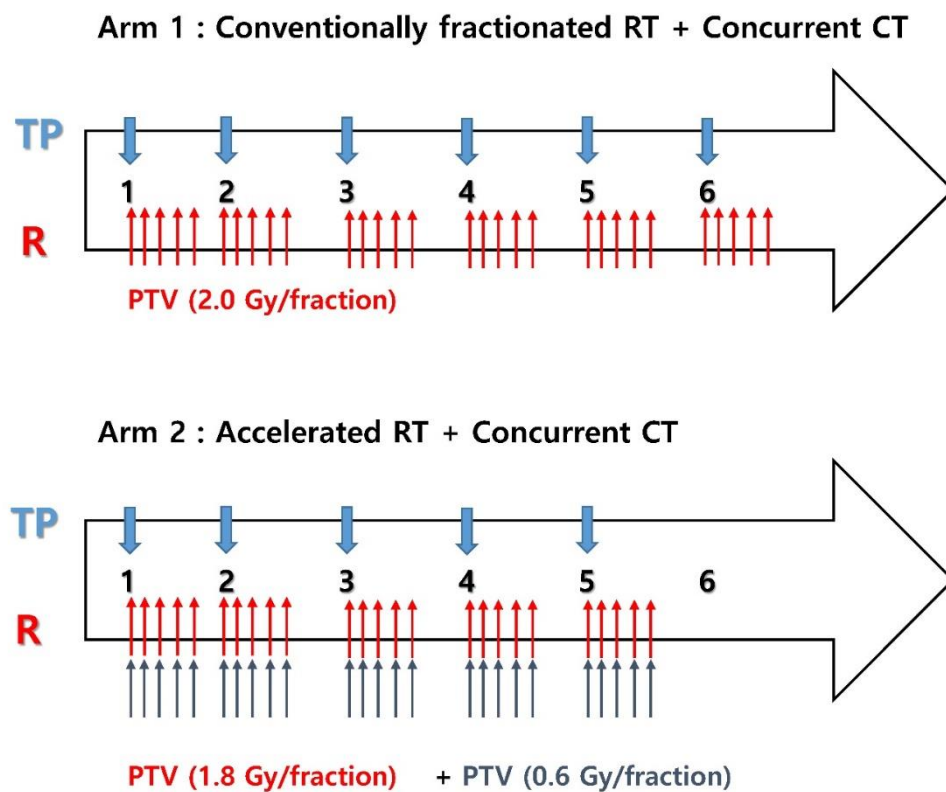 Arm 1 : Conventionally fractionated RT + Concurrent CT
TP
1 2 3 4 5 6
R
PTV (2.0 Gy/fraction)
Arm 2 : Accelerated RT + Concurrent CT
TP
1 2 3 4 5 6
R
PTV (1.8 Gy/fraction) + PTV (0.6 Gy/fraction)